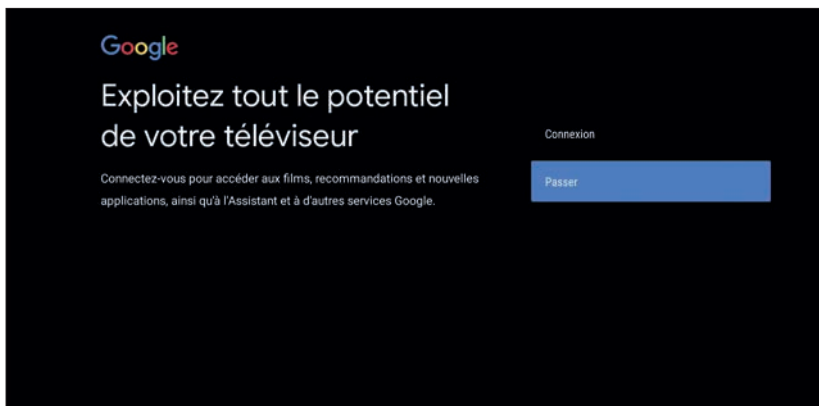 Google
Exploitez tout le potentiel
de votre téléviseur
Connectez-vous pour accéder aux films, recommandations et nouvelles
applications, ainsi qu'à l'Assistant et à d'autres services Google.
Connexion
Passer